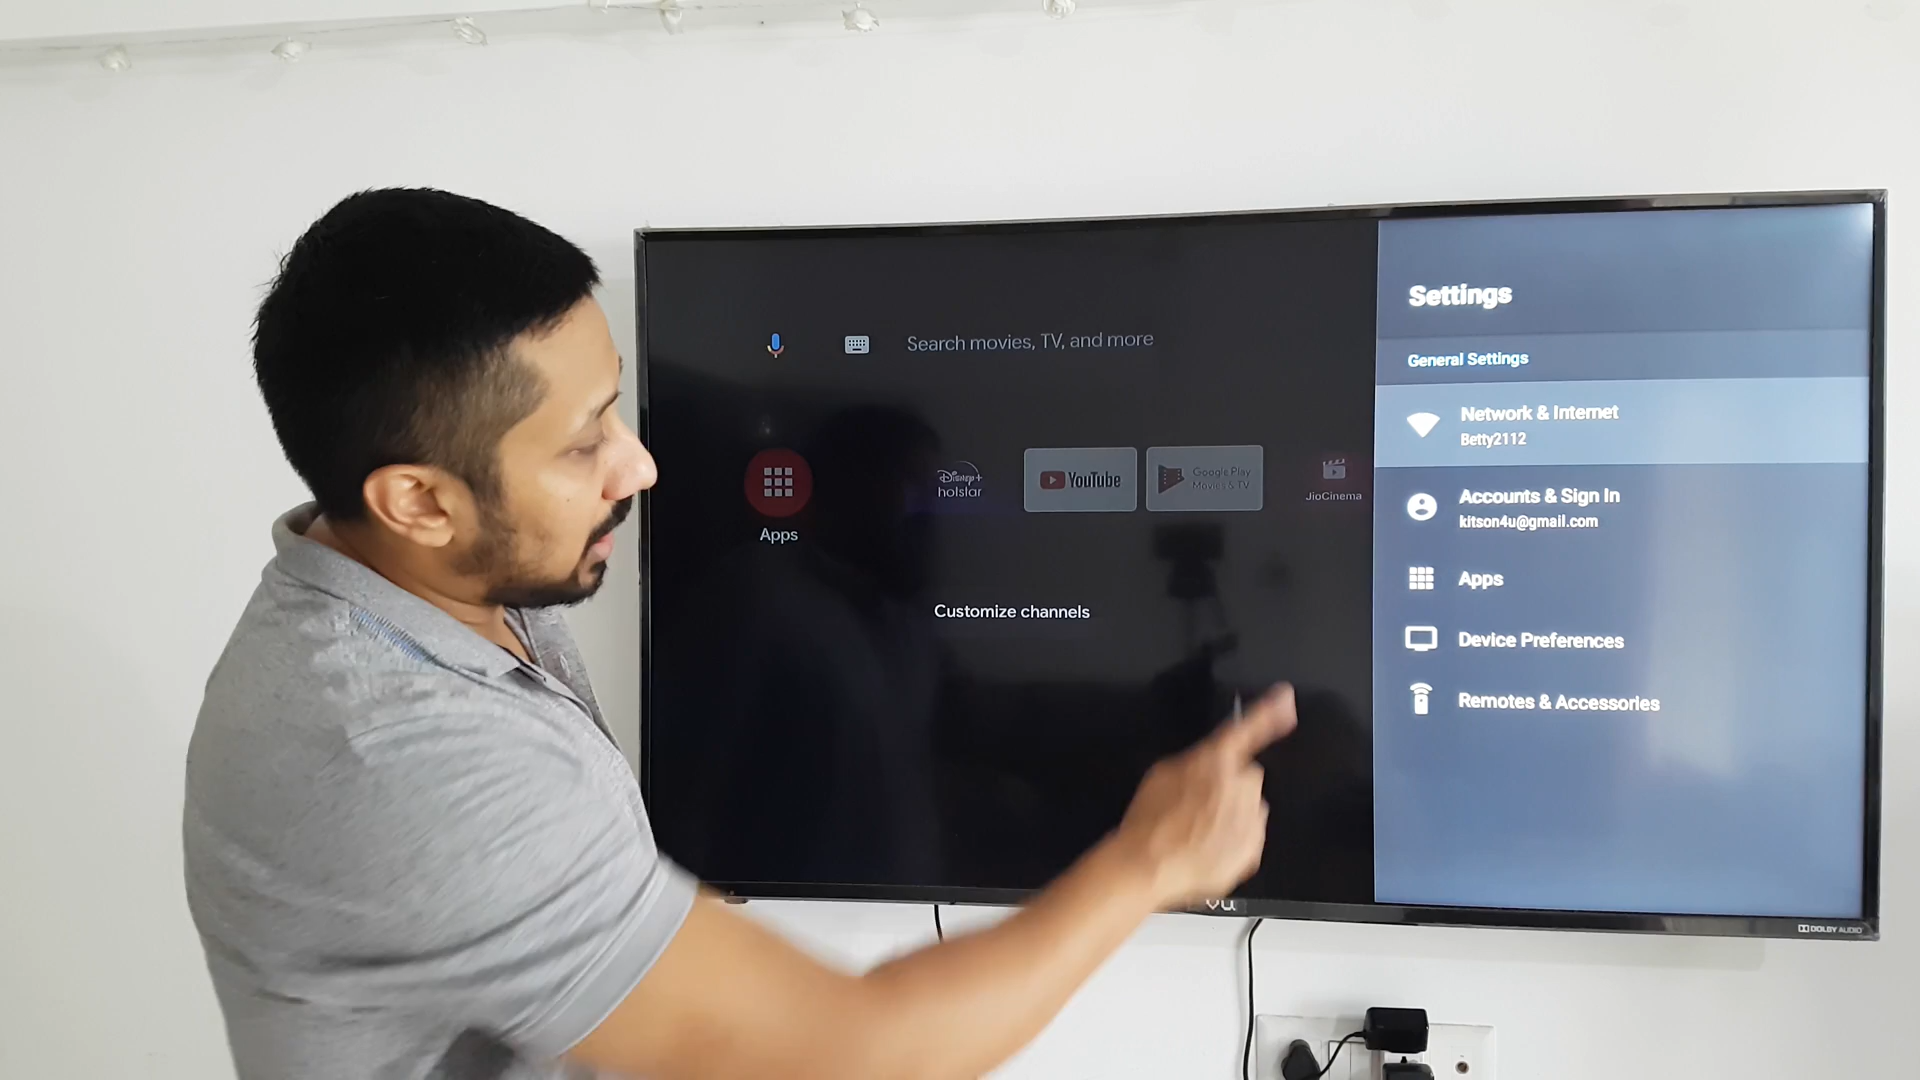 Search movies, TV, and more
Apps
Disney+
hotstar
YouTube
Google Play
Movies & TV
JioCinema
Customize channels
Settings
General Settings
Network & Internet
Betty2112
Accounts & Sign In
kitson4u@gmail.com
Apps
Device Preferences
Remotes & Accessories
Vu
DOLBY AUDIO